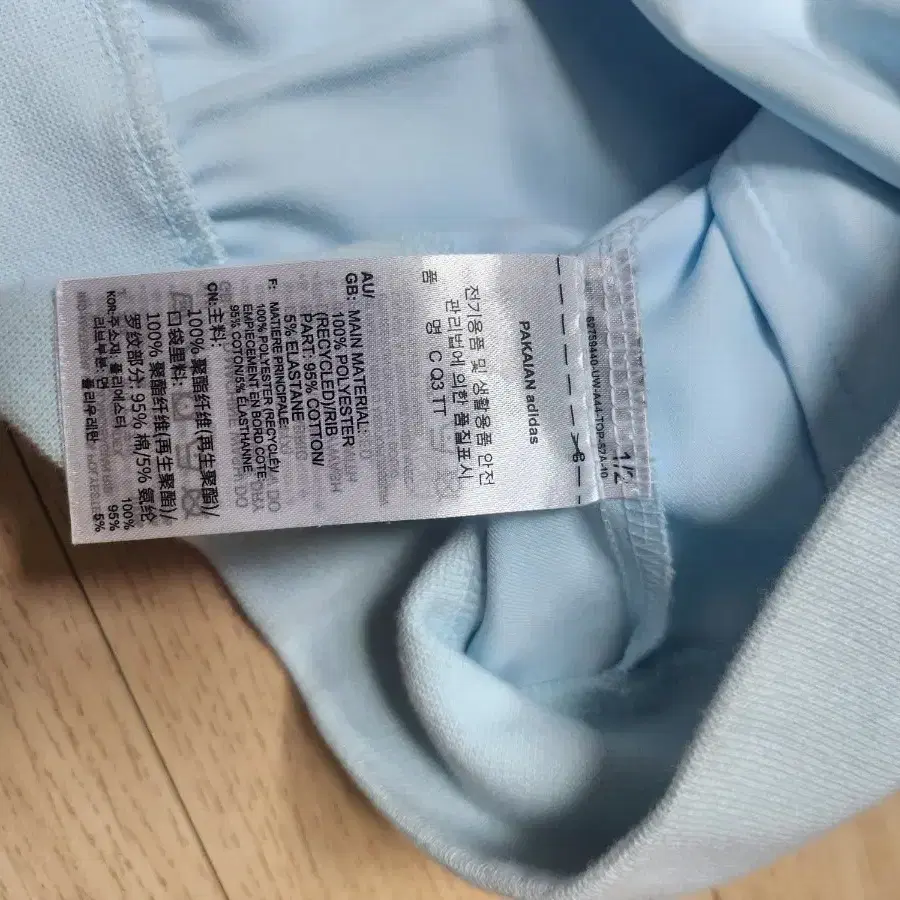 1/2
PAKAIAN adidas
전기용품 및 생활용품 안전
관리법에 의한 품질표시
품 명 C Q3 TT
AU/
GB: MAIN MATERIAL:
100% POLYESTER
(RECYCLED)/RIB
PART: 95% COTTON/
5% ELASTANE
F: MATIERE PRINCIPALE:
100% POLYESTER (RECYCLÉ)/
EMPIECEMENT EN BORD COTE:
95% COTON/5% ELASTHANNE
CN:主料:
100% 聚酯纤维(再生聚酯)/
口袋里料:
100% 聚酯纤维(再生聚酯)/
罗纹部分: 95% 棉/5% 氨纶
KOR:주소재 폴리에스터 100%
리브부분: 면 95%
폴리우레탄 5%